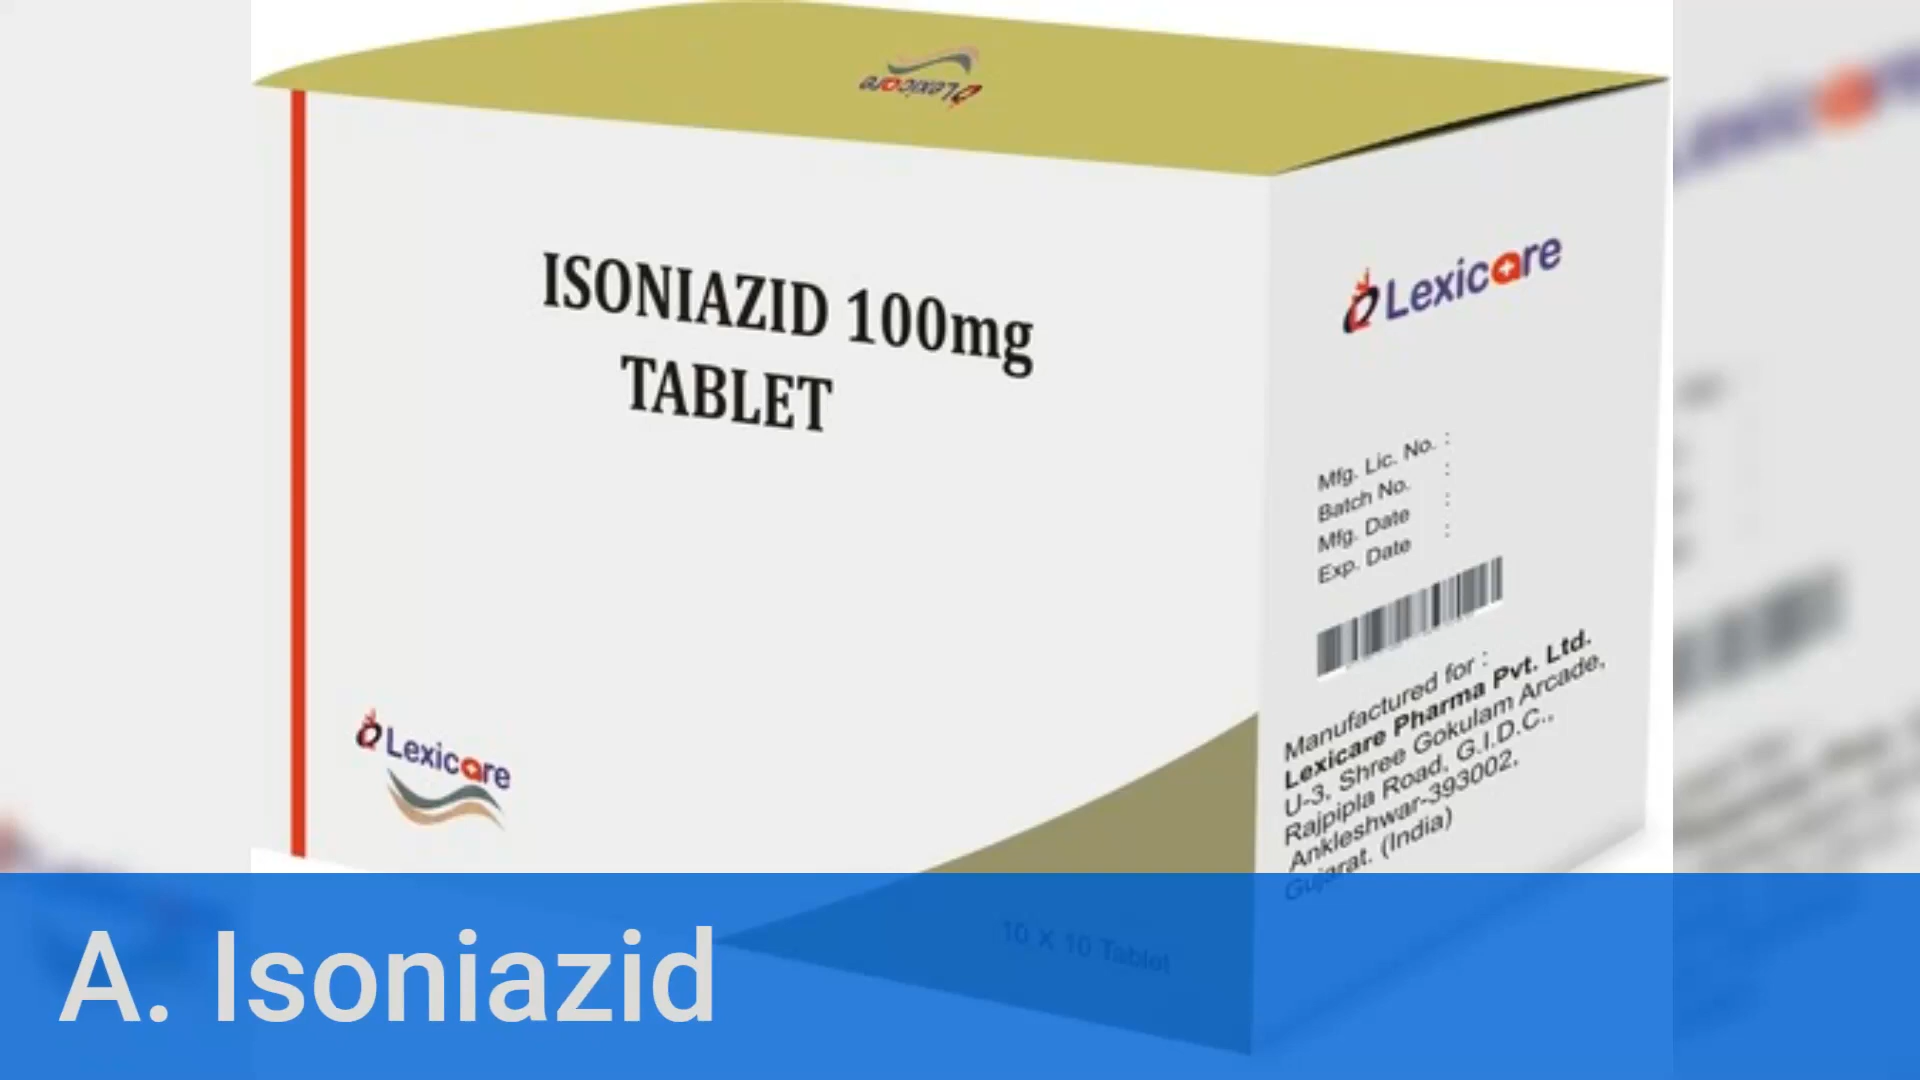 Lexicare
ISONIAZID 100mg
TABLET
Lexicare
Lexicare
Mfg. Lic. No. :
Batch No. :
Mfg. Date :
Exp. Date :
Manufactured for :
Lexicare Pharma Pvt. Ltd.
U-3, Shree Gokulam Arcade,
Rajpipla Road, G.I.D.C.,
Ankleshwar-393002,
Gujarat. (India)
10 X 10 Tablet
A. Isoniazid